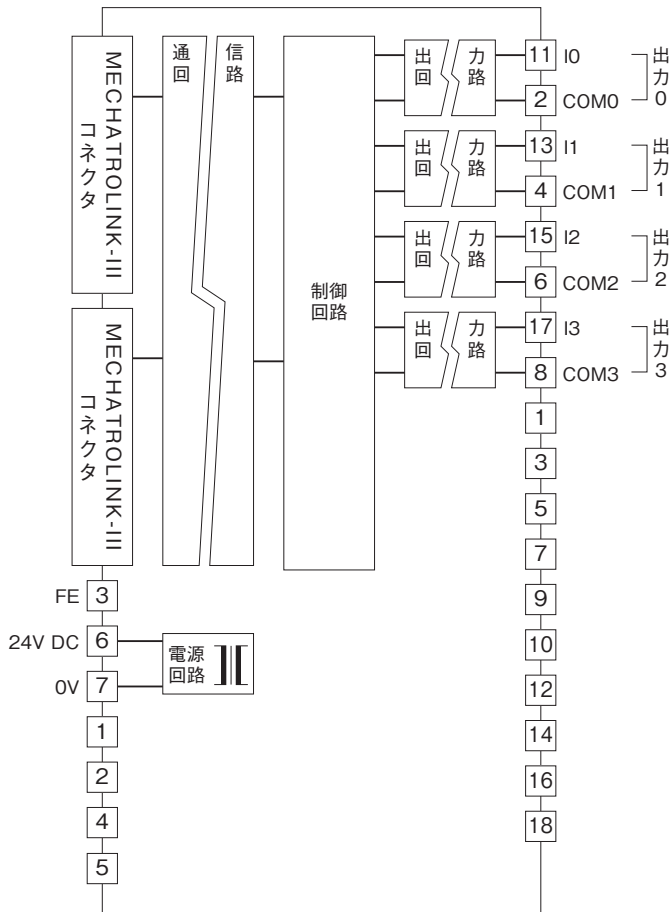 MECHATROLINK-III
コネクタ
MECHATROLINK-III
コネクタ
通信
回路
制御
回路
出力
回路
11 I0
2 COM0
出力0
出力
回路
13 I1
4 COM1
出力1
出力
回路
15 I2
6 COM2
出力2
出力
回路
17 I3
8 COM3
出力3
1
3
5
7
9
10
12
14
16
18
FE 3
24V DC 6
0V 7
電源
回路
1
2
4
5